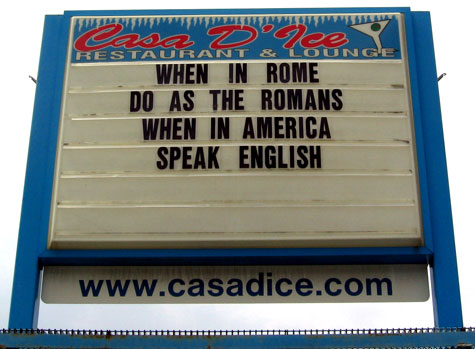 Casa D'Ice
RESTAURANT & LOUNGE
WHEN IN ROME
DO AS THE ROMANS
WHEN IN AMERICA
SPEAK ENGLISH
www.casadice.com